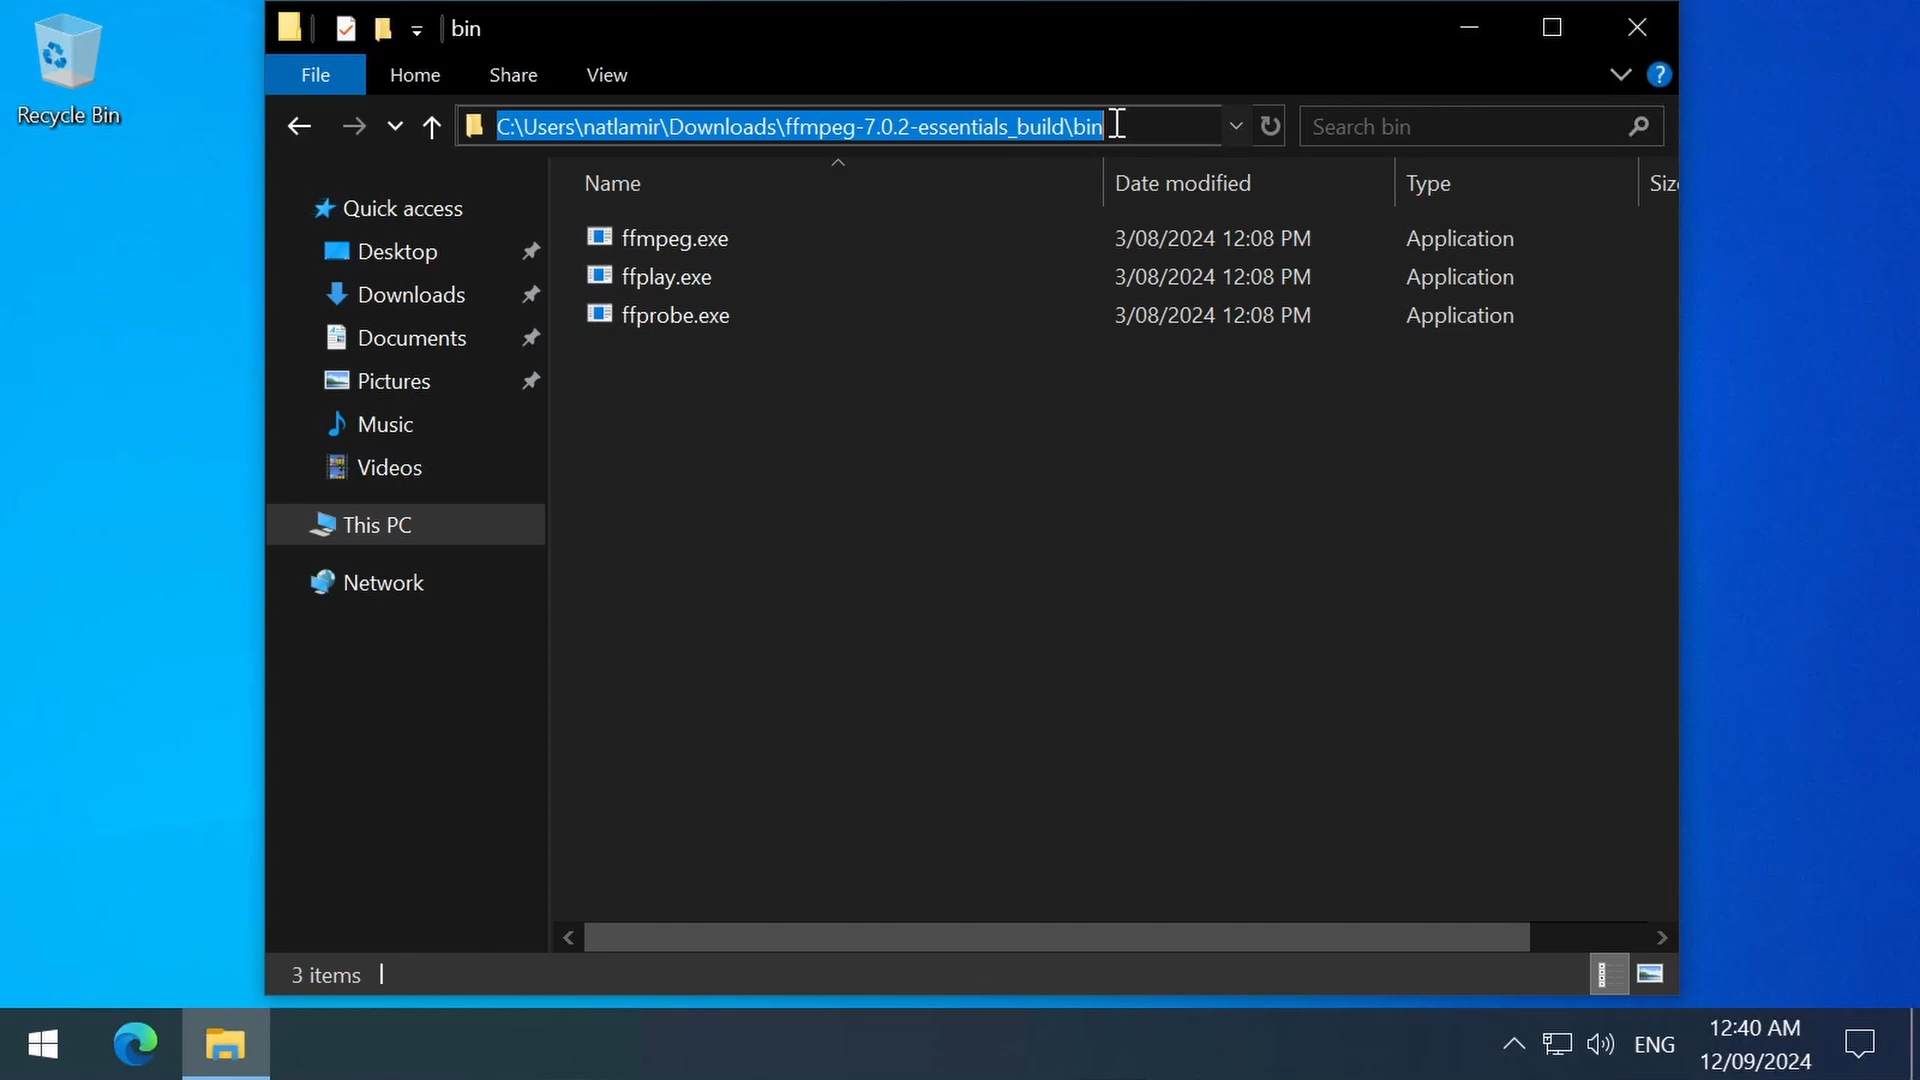 Recycle Bin
bin
File Home Share View
C:\Users\natlamir\Downloads\ffmpeg-7.0.2-essentials_build\bin
Search bin
Name Date modified Type Siz
Quick access
Desktop
Downloads
Documents
Pictures
Music
Videos
This PC
Network
ffmpeg.exe 3/08/2024 12:08 PM Application
ffplay.exe 3/08/2024 12:08 PM Application
ffprobe.exe 3/08/2024 12:08 PM Application
3 items
ENG
12:40 AM
12/09/2024